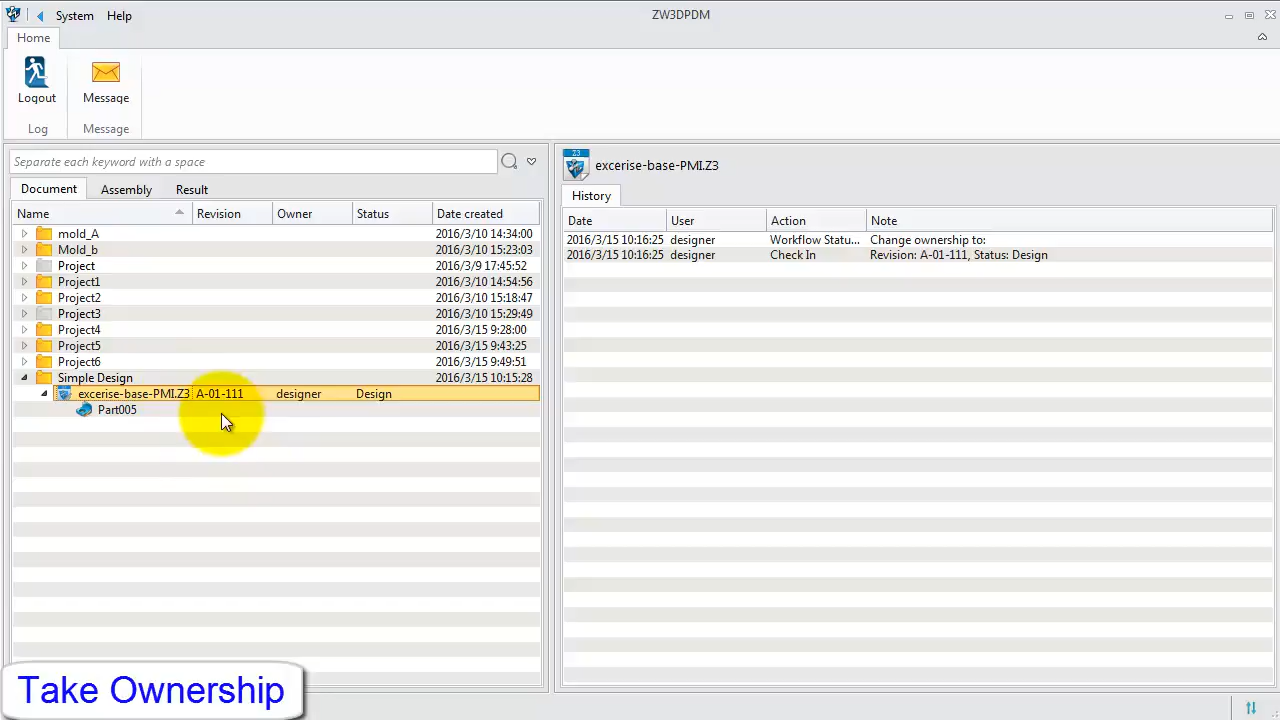 System Help ZW3DPDM
Home
Logout Message
Log Message
Separate each keyword with a space
Document Assembly Result
Name Revision Owner Status Date created
mold_A 2016/3/10 14:34:00
Mold_b 2016/3/10 15:23:03
Project 2016/3/9 17:45:52
Project1 2016/3/10 14:54:56
Project2 2016/3/10 15:18:47
Project3 2016/3/10 15:29:49
Project4 2016/3/15 9:28:00
Project5 2016/3/15 9:43:25
Project6 2016/3/15 9:49:51
Simple Design 2016/3/15 10:15:28
excerise-base-PMI.Z3 A-01-111 designer Design
Part005
Z3 excerise-base-PMI.Z3
History
Date User Action Note
2016/3/15 10:16:25 designer Workflow Statu... Change ownership to:
2016/3/15 10:16:25 designer Check In Revision: A-01-111, Status: Design
Take Ownership